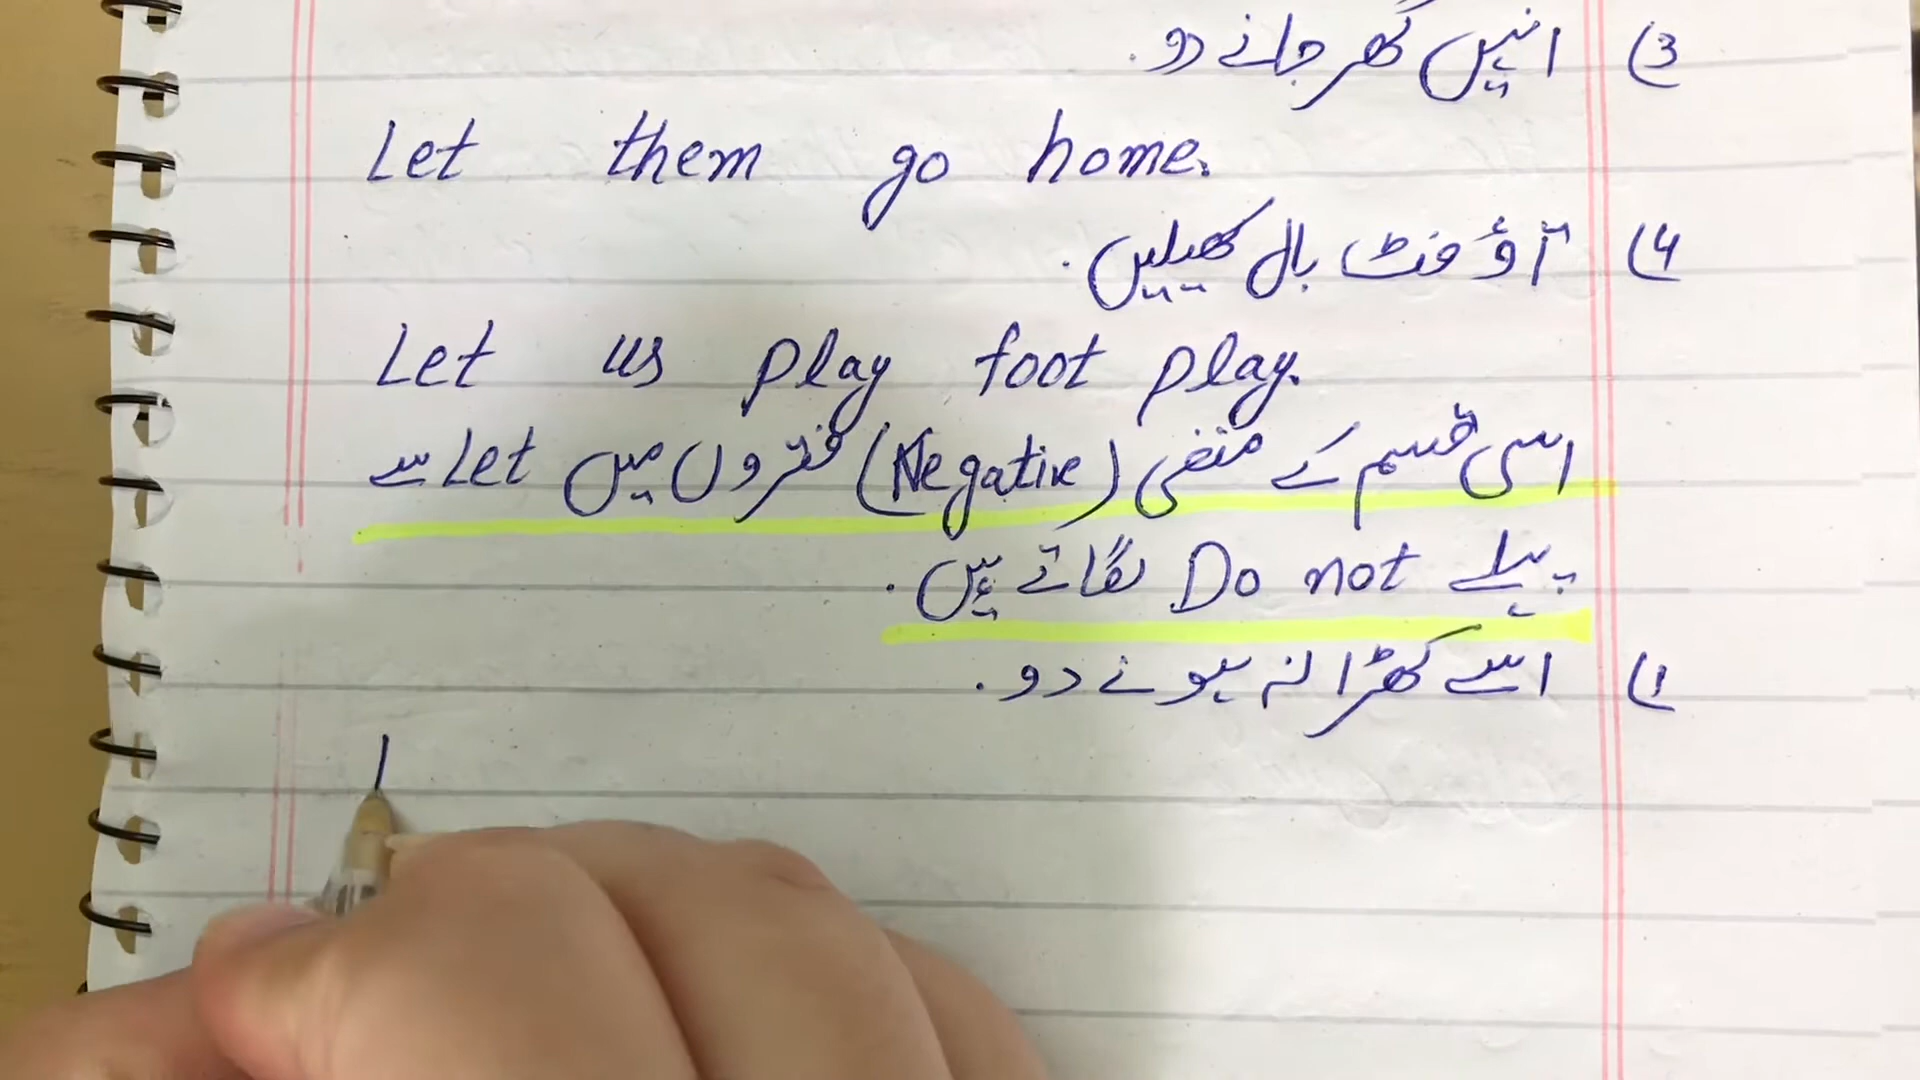 3) انہیں گھر جانے دو۔
Let them go home.
4) آؤ فٹ بال کھیلیں۔
Let us play foot play.
اسی قسم کے منفی (Negative) فقروں میں Let سے
پہلے Do not لگاتے ہیں۔
1) اسے کھڑا نہ ہونے دو۔